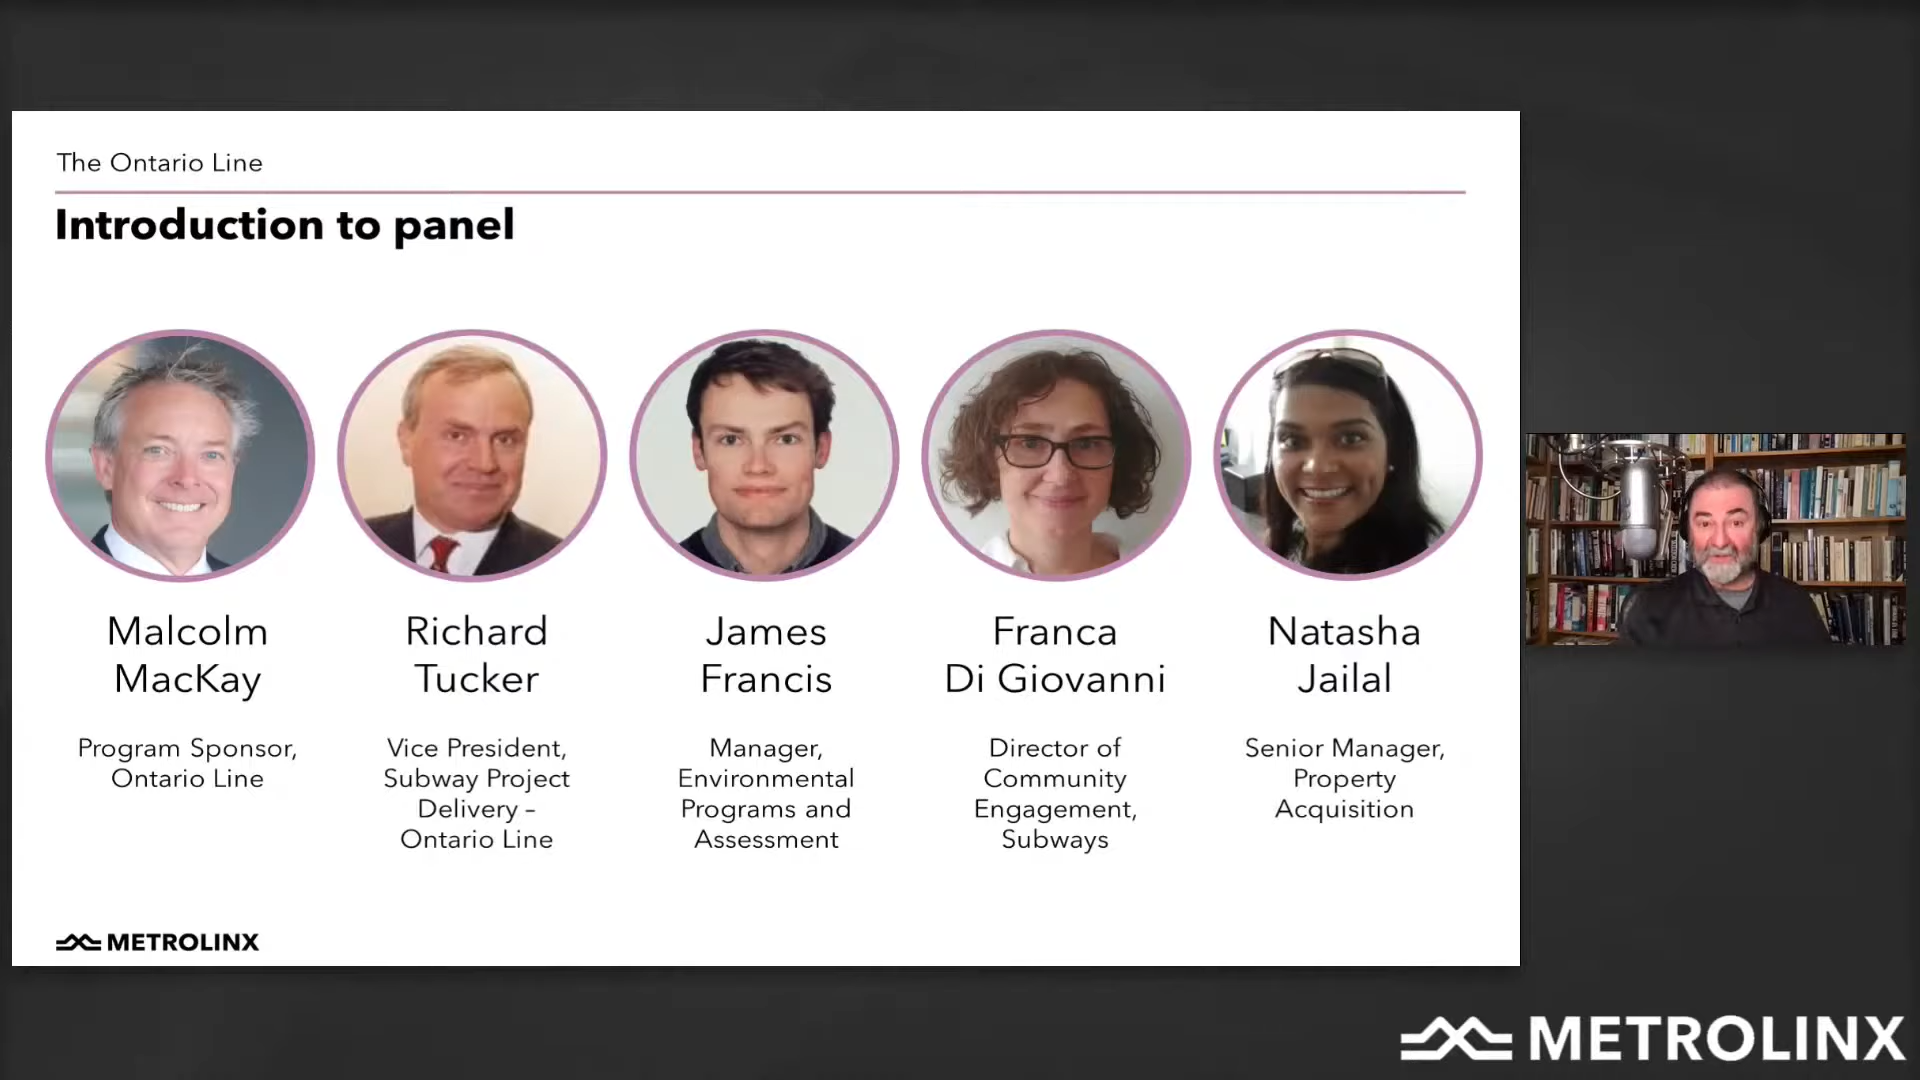 The Ontario Line
Introduction to panel
Malcolm
MacKay
Program Sponsor,
Ontario Line
Richard
Tucker
Vice President,
Subway Project
Delivery –
Ontario Line
James
Francis
Manager,
Environmental
Programs and
Assessment
Franca
Di Giovanni
Director of
Community
Engagement,
Subways
Natasha
Jailal
Senior Manager,
Property
Acquisition
METROLINX
METROLINX